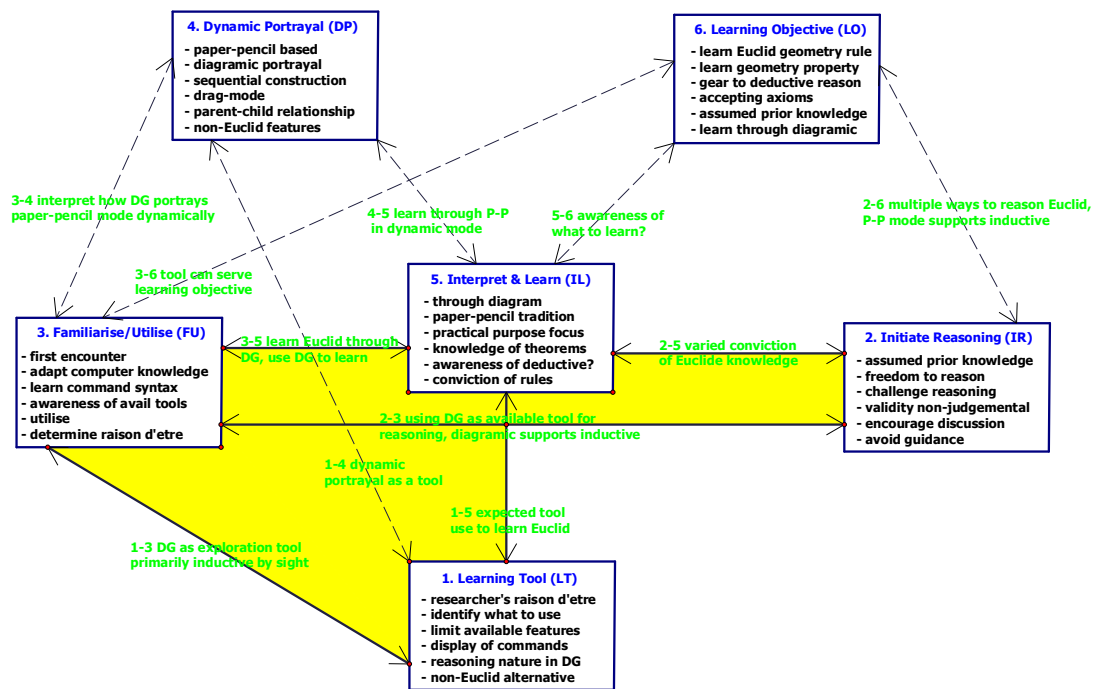 4. Dynamic Portrayal (DP)
- paper-pencil based
- diagramic portrayal
- sequential construction
- drag-mode
- parent-child relationship
- non-Euclid features
6. Learning Objective (LO)
- learn Euclid geometry rule
- learn geometry property
- gear to deductive reason
- accepting axioms
- assumed prior knowledge
- learn through diagramic
3-4 interpret how DG portrays
paper-pencil mode dynamically
4-5 learn through P-P
in dynamic mode
5-6 awareness of
what to learn?
2-6 multiple ways to reason Euclid,
P-P mode supports inductive
3-6 tool can serve
learning objective
5. Interpret & Learn (IL)
- through diagram
- paper-pencil tradition
- practical purpose focus
- knowledge of theorems
- awareness of deductive?
- conviction of rules
3. Familiarise/Utilise (FU)
- first encounter
- adapt computer knowledge
- learn command syntax
- awareness of avail tools
- utilise
- determine raison d'etre
3-5 learn Euclid through
DG, use DG to learn
2-5 varied conviction
of Euclide knowledge
2. Initiate Reasoning (IR)
- assumed prior knowledge
- freedom to reason
- challenge reasoning
- validity non-judgemental
- encourage discussion
- avoid guidance
2-3 using DG as available tool for
reasoning, diagramic supports inductive
1-4 dynamic
portrayal as a tool
1-5 expected tool
use to learn Euclid
1-3 DG as exploration tool
primarily inductive by sight
1. Learning Tool (LT)
- researcher's raison d'etre
- identify what to use
- limit available features
- display of commands
- reasoning nature in DG
- non-Euclid alternative